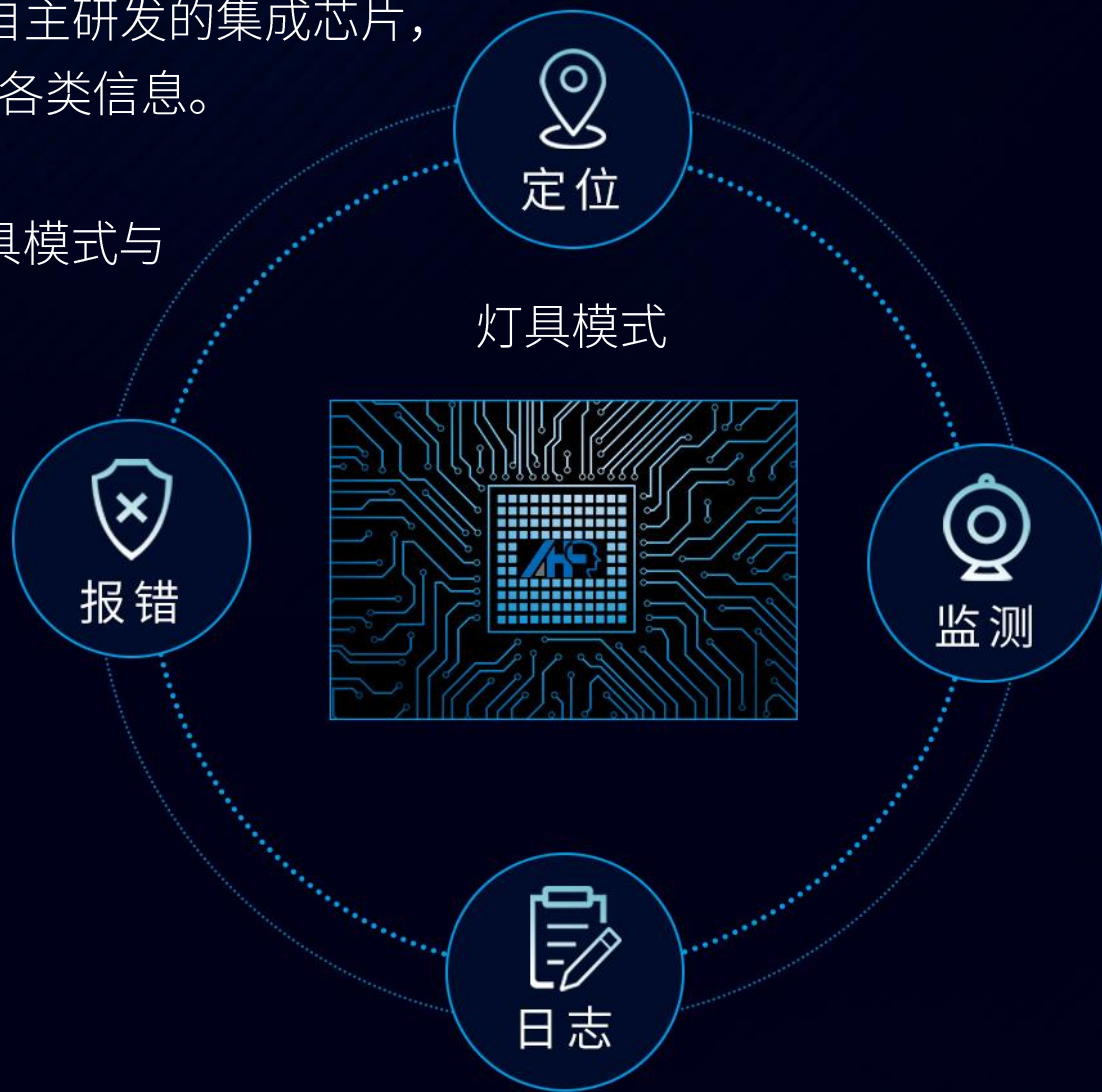 自主研发的集成芯片，
各类信息。
具模式与
定位
灯具模式
报错
监测
日志